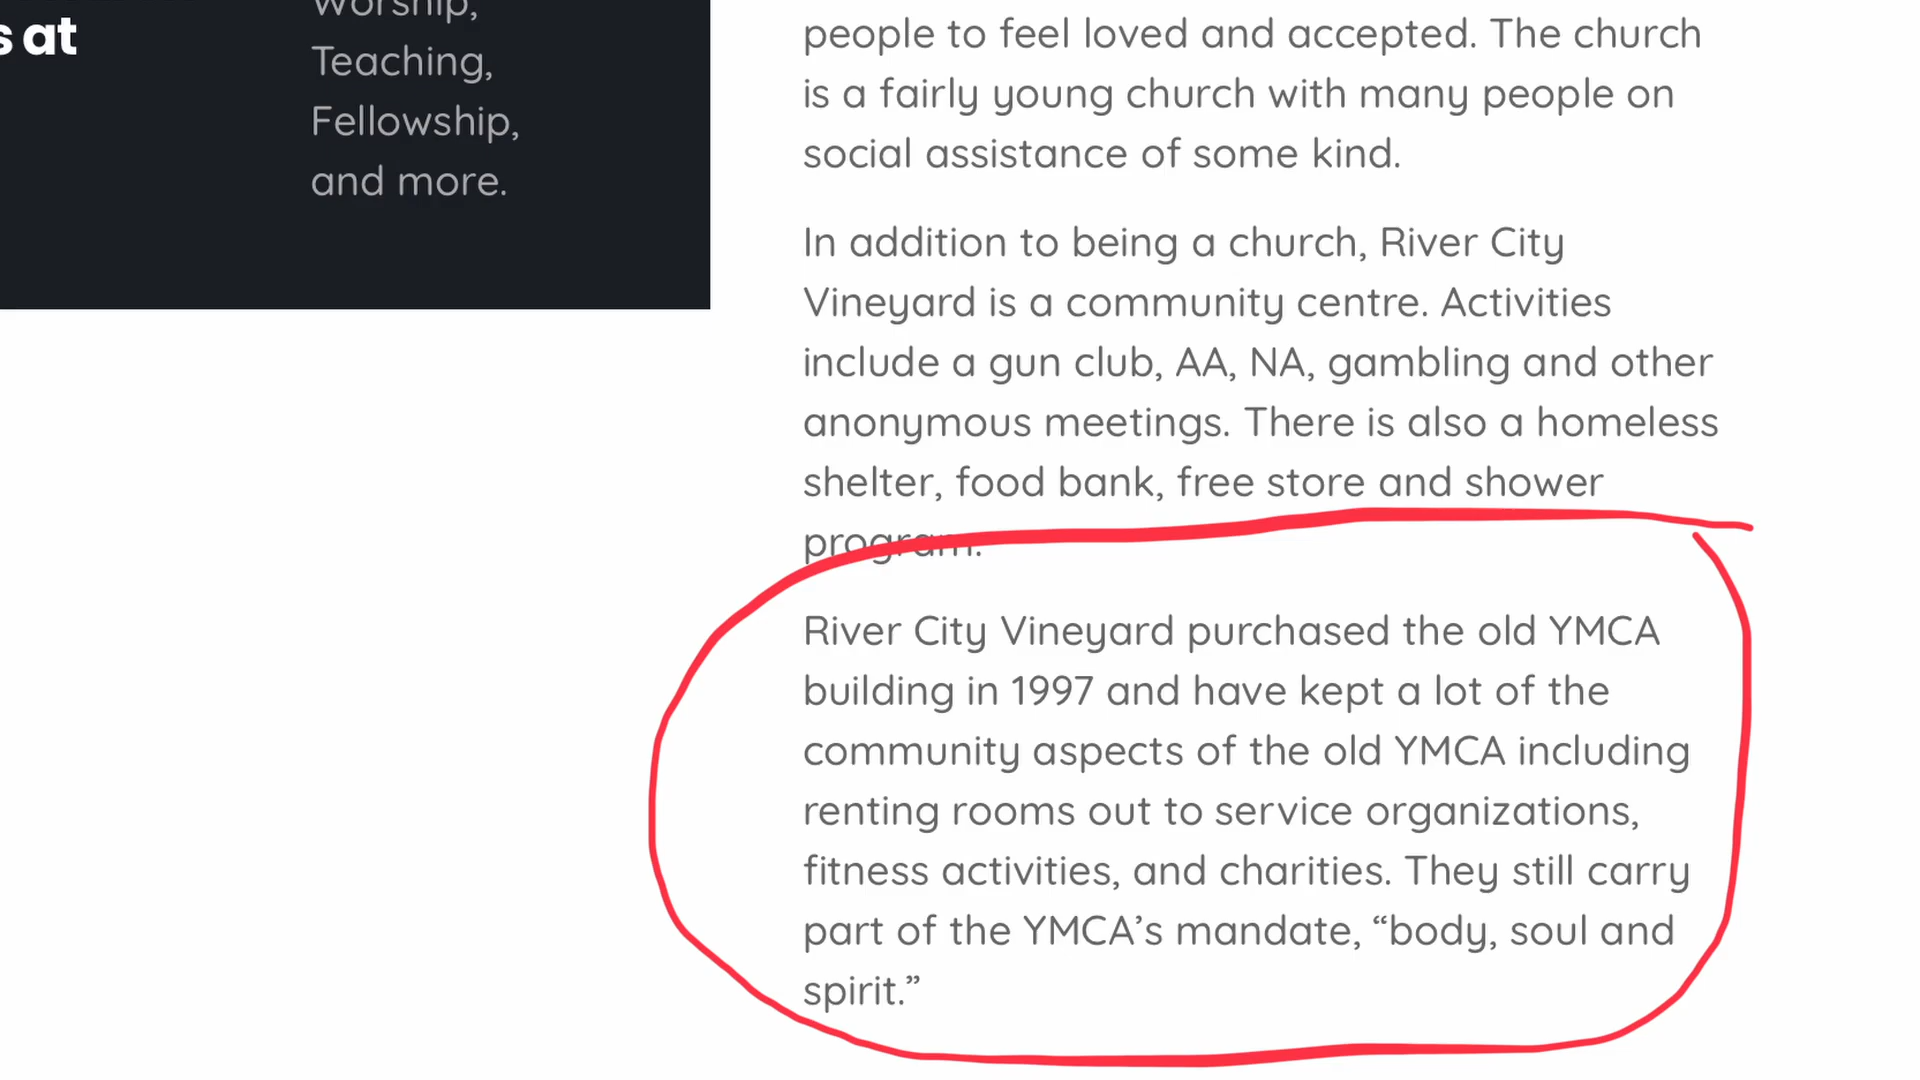 s at
Worship,
Teaching,
Fellowship,
and more.
people to feel loved and accepted. The church
is a fairly young church with many people on
social assistance of some kind.
In addition to being a church, River City
Vineyard is a community centre. Activities
include a gun club, AA, NA, gambling and other
anonymous meetings. There is also a homeless
shelter, food bank, free store and shower
program.
River City Vineyard purchased the old YMCA
building in 1997 and have kept a lot of the
community aspects of the old YMCA including
renting rooms out to service organizations,
fitness activities, and charities. They still carry
part of the YMCA’s mandate, “body, soul and
spirit.”